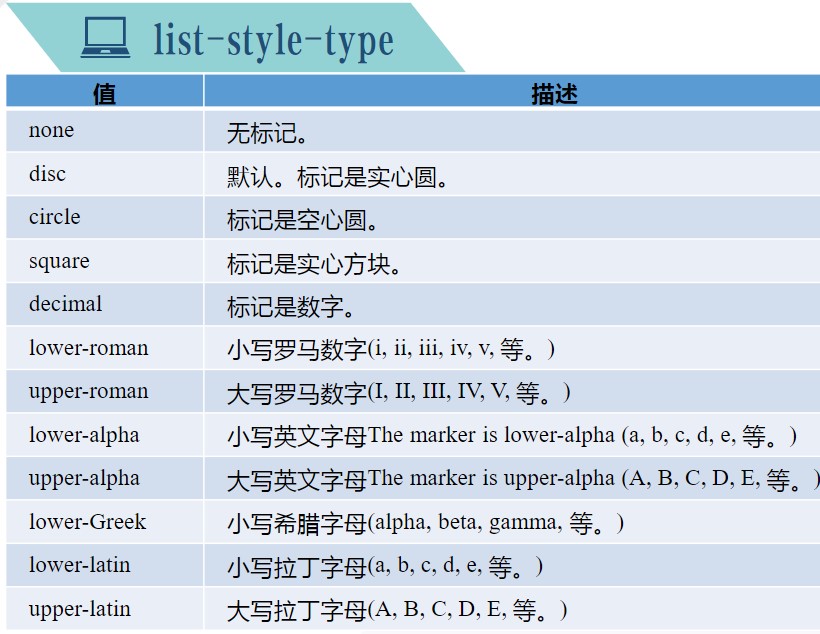 list-style-type
值 描述
none 无标记。
disc 默认。标记是实心圆。
circle 标记是空心圆。
square 标记是实心方块。
decimal 标记是数字。
lower-roman 小写罗马数字(i, ii, iii, iv, v, 等。)
upper-roman 大写罗马数字(I, II, III, IV, V, 等。)
lower-alpha 小写英文字母The marker is lower-alpha (a, b, c, d, e, 等。)
upper-alpha 大写英文字母The marker is upper-alpha (A, B, C, D, E, 等。)
lower-Greek 小写希腊字母(alpha, beta, gamma, 等。)
lower-latin 小写拉丁字母(a, b, c, d, e, 等。)
upper-latin 大写拉丁字母(A, B, C, D, E, 等。)